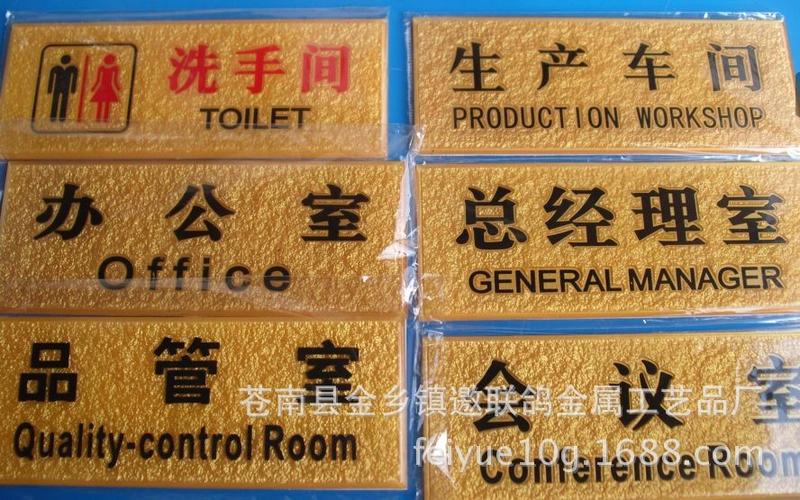 洗手间
TOILET
生产车间
PRODUCTION WORKSHOP
办公室
Office
总经理室
GENERAL MANAGER
品管室
Quality-control Room
会议室
Conference Room
苍南县金乡镇邀联鸽金属工艺品厂
feiyue10g.1688.com